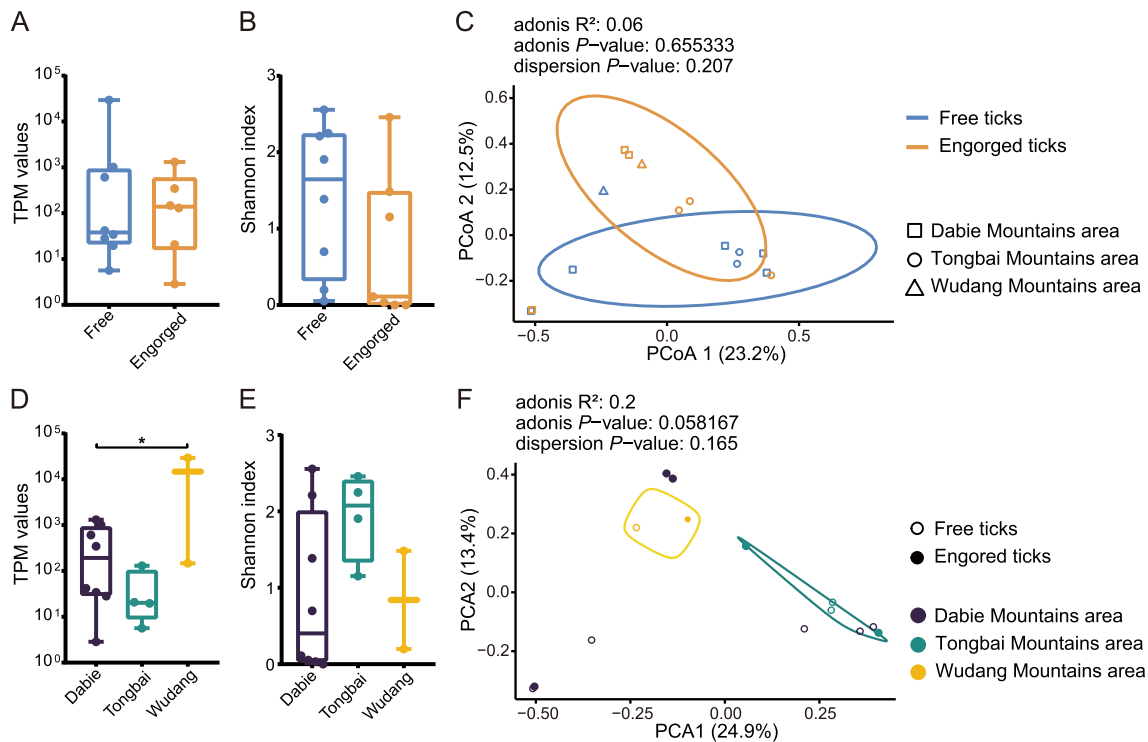 A
TPM values
10⁵
10⁴
10³
10²
10¹
10⁰
Free
Engorged
B
Shannon index
3
2
1
0
Free
Engorged
C
adonis R²: 0.06
adonis P−value: 0.655333
dispersion P−value: 0.207
PCoA 2 (12.5%)
0.6
0.4
0.2
0.0
−0.2
−0.5
0.0
0.5
PCoA 1 (23.2%)
Free ticks
Engorged ticks
Dabie Mountains area
Tongbai Mountains area
Wudang Mountains area
D
TPM values
10⁵
10⁴
10³
10²
10¹
10⁰
*
Dabie
Tongbai
Wudang
E
Shannon index
3
2
1
0
Dabie
Tongbai
Wudang
F
adonis R²: 0.2
adonis P−value: 0.058167
dispersion P−value: 0.165
PCA2 (13.4%)
0.4
0.2
0.0
−0.2
−0.50
−0.25
0.00
0.25
PCA1 (24.9%)
Free ticks
Engored ticks
Dabie Mountains area
Tongbai Mountains area
Wudang Mountains area